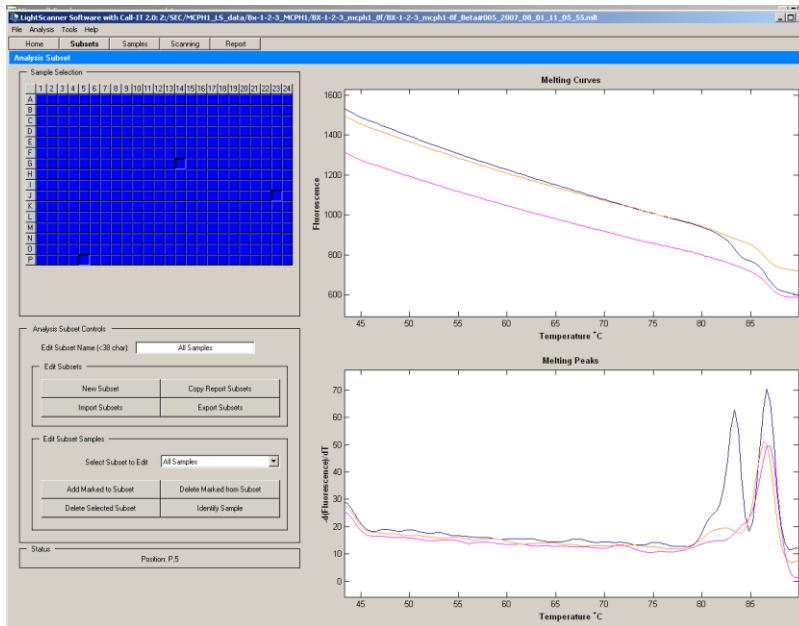 LightScanner Software with Call-IT 2.0: Z:/SEC/MCPH1_LS_data/Bx-1-2-3_MCPH1/BX-1-2-3_mcph1_8f/BX-1-2-3_mcph1-8f_Beta#005_2007_08_01_11_05_55.mlt
File Analysis Tools Help
Home Subsets Samples Scanning Report
Analysis Subset
Sample Selection
1 2 3 4 5 6 7 8 9 10 11 12 13 14 15 16 17 18 19 20 21 22 23 24
A
B
C
D
E
F
G
H
I
J
K
L
M
N
O
P
Analysis Subset Controls
Edit Subset Name:(<38 char): All Samples
Edit Subsets
New Subset Copy Report Subsets
Import Subsets Export Subsets
Edit Subset Samples
Select Subset to Edit All Samples
Add Marked to Subset Delete Marked from Subset
Delete Selected Subset Identify Sample
Status
Position: P,5
Melting Curves
1600
1400
1200
1000
800
600
Fluorescence
45 50 55 60 65 70 75 80 85
Temperature °C
Melting Peaks
70
60
50
40
30
20
10
0
-d(Fluorescence)/dT
45 50 55 60 65 70 75 80 85
Temperature °C